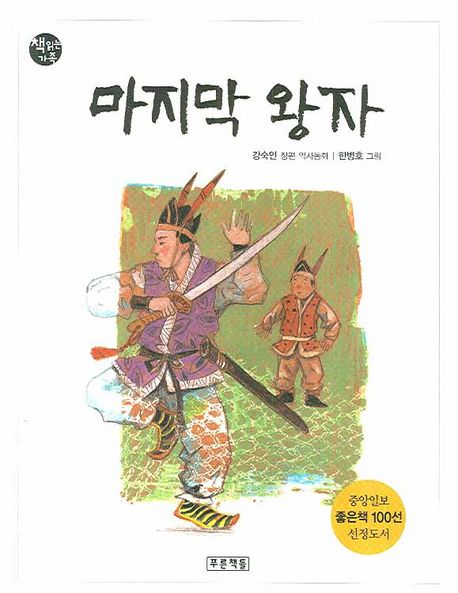 책읽는
가족
마지막 왕자
강숙인 장편 역사동화 | 한병호 그림
중앙일보
좋은책 100선
선정도서
푸른책들